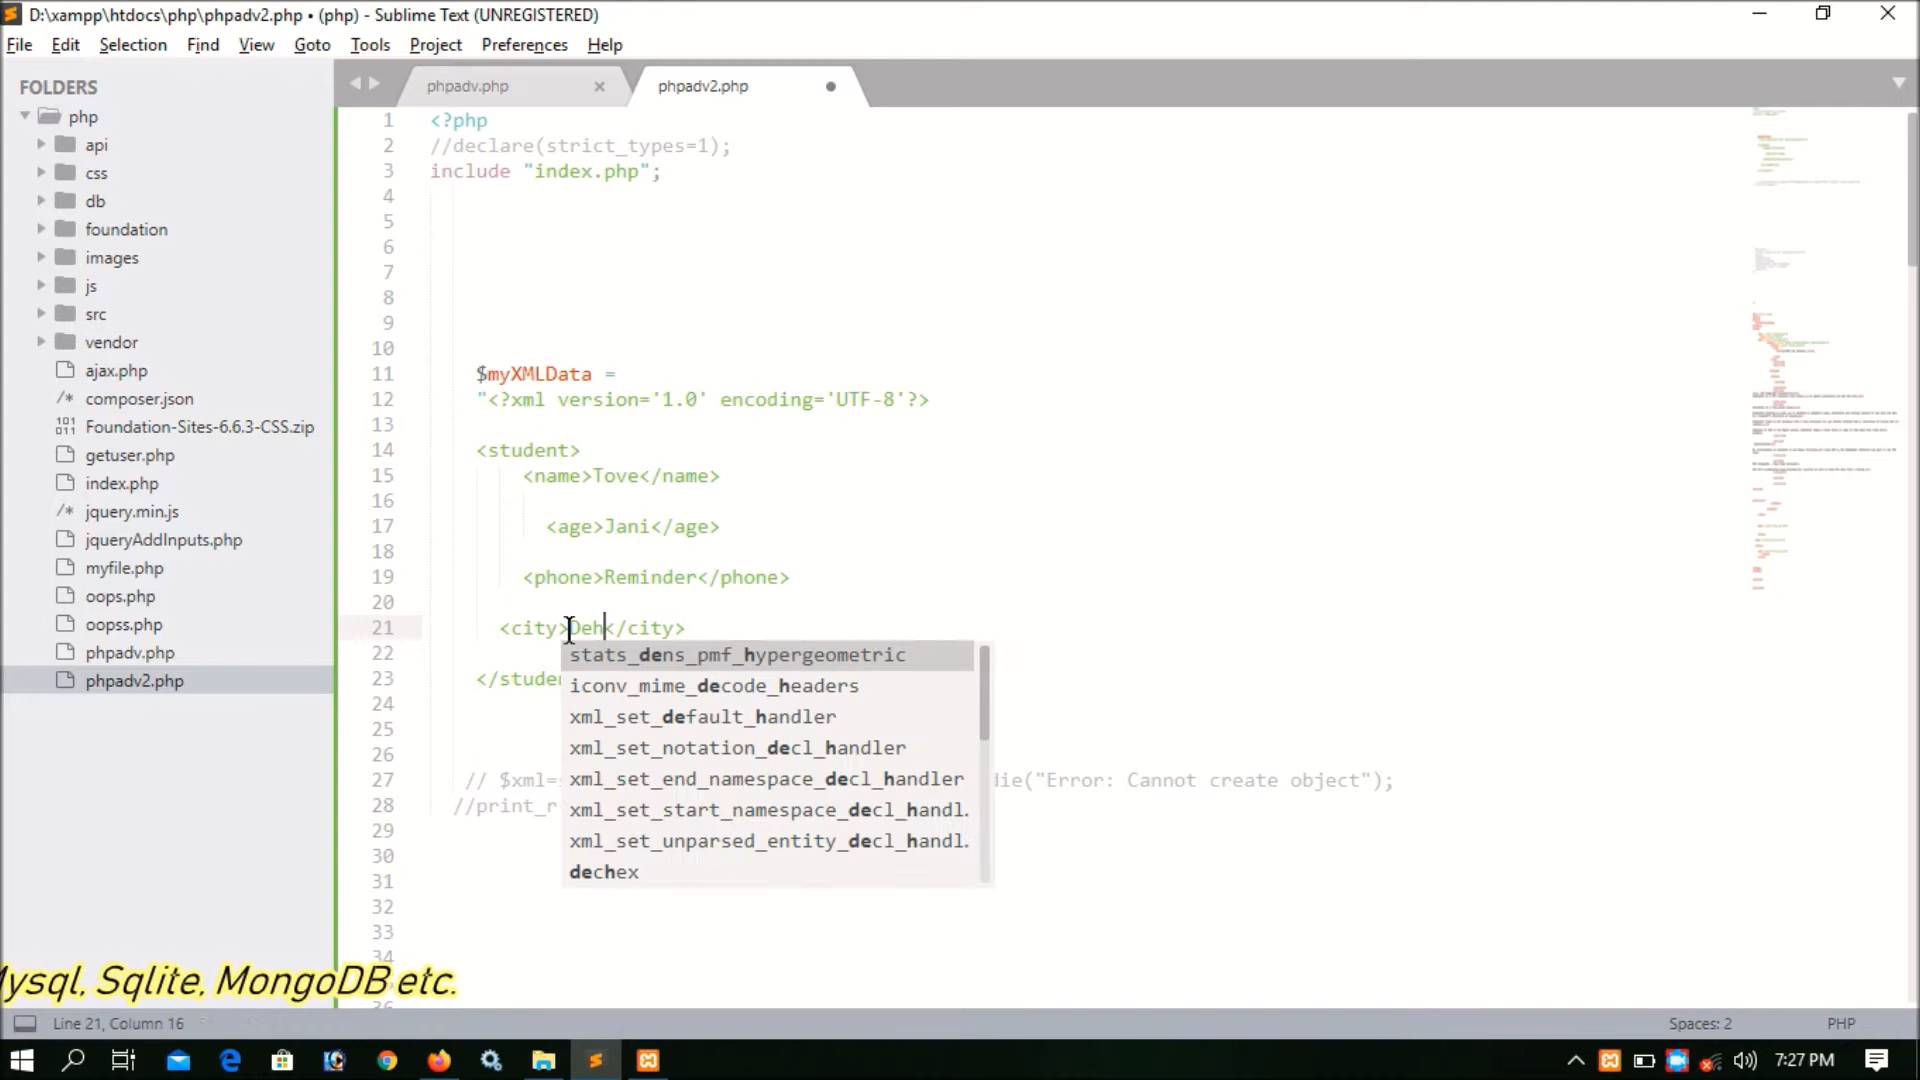 D:\xampp\htdocs\php\phpadv2.php • (php) - Sublime Text (UNREGISTERED)
File Edit Selection Find View Goto Tools Project Preferences Help
FOLDERS
php
api
css
db
foundation
images
js
src
vendor
ajax.php
/* composer.json
101 011 Foundation-Sites-6.6.3-CSS.zip
getuser.php
index.php
/* jquery.min.js
jqueryAddInputs.php
myfile.php
oops.php
oopss.php
phpadv.php
phpadv2.php
phpadv.php phpadv2.php
1 <?php
2 //declare(strict_types=1);
3 include "index.php";
4
5
6
7
8
9
10
11 $myXMLData =
12 "<?xml version='1.0' encoding='UTF-8'?>
13
14 <student>
15 <name>Tove</name>
16
17 <age>Jani</age>
18
19 <phone>Reminder</phone>
20
21 <city>Deh</city>
22
23 </studen
24
25
26
27 // $xml=s die("Error: Cannot create object");
28 //print_r
29
30
31
32
33
34
36
stats_dens_pmf_hypergeometric
iconv_mime_decode_headers
xml_set_default_handler
xml_set_notation_decl_handler
xml_set_end_namespace_decl_handler
xml_set_start_namespace_decl_handl.
xml_set_unparsed_entity_decl_handl.
dechex
Mysql, Sqlite, MongoDB etc.
Line 21, Column 16 Spaces: 2 PHP
7:27 PM